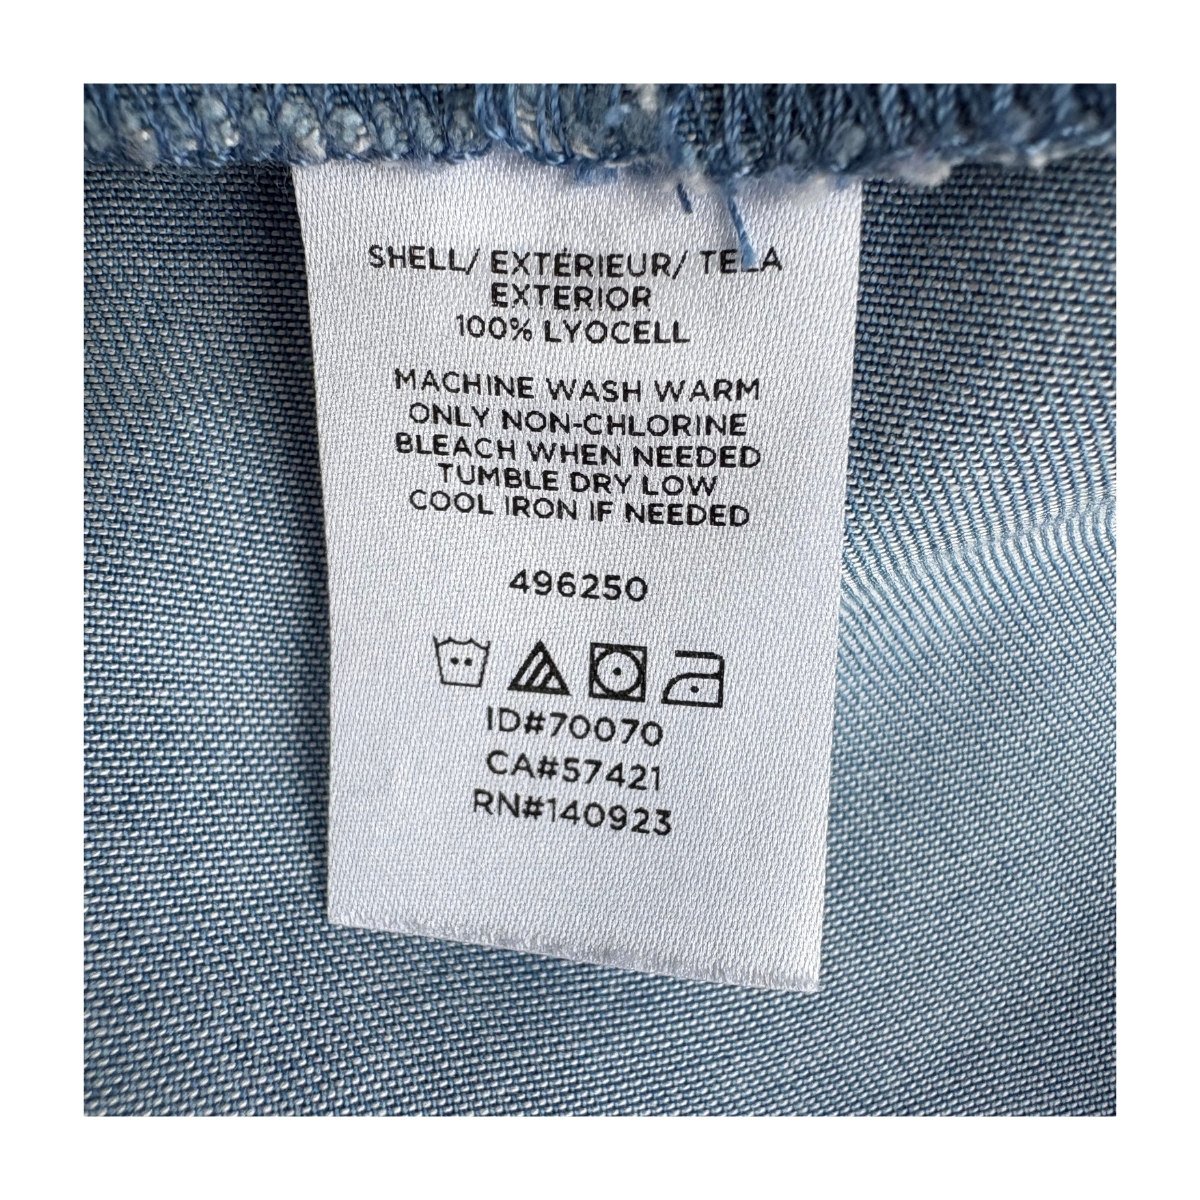 SHELL/ EXTÉRIEUR/ TELA
EXTERIOR
100% LYOCELL
MACHINE WASH WARM
ONLY NON-CHLORINE
BLEACH WHEN NEEDED
TUMBLE DRY LOW
COOL IRON IF NEEDED
496250
ID#70070
CA#57421
RN#140923